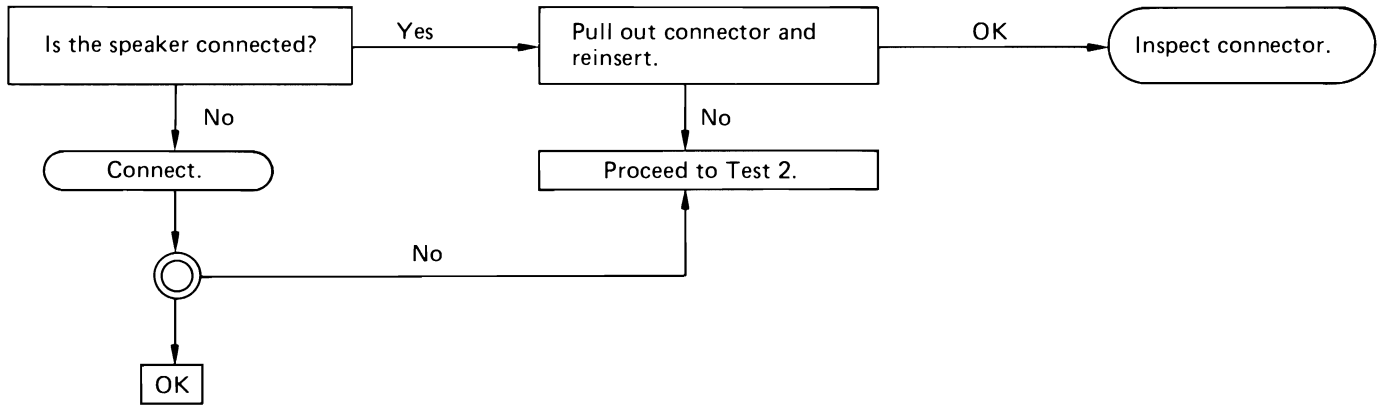 Is the speaker connected?
Yes
Pull out connector and
reinsert.
OK
Inspect connector.
No
No
Connect.
Proceed to Test 2.
No
OK